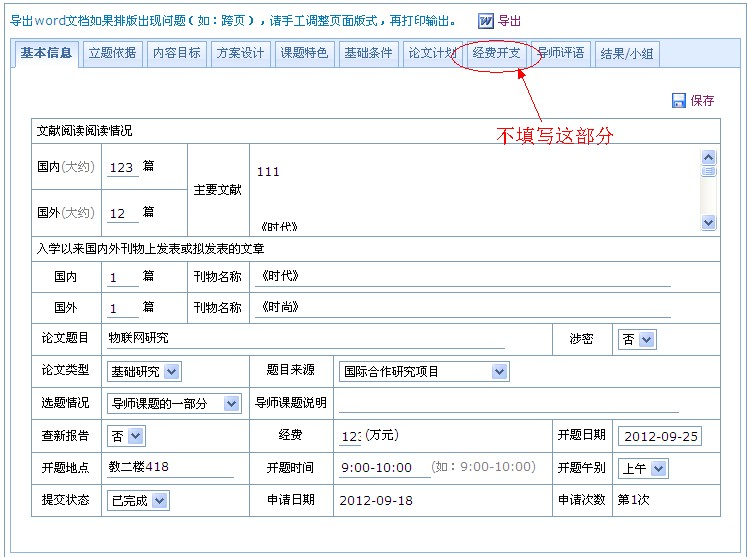 导出word文档如果排版出现问题（如：跨页），请手工调整页面版式，再打印输出。 导出
基本信息 立题依据 内容目标 方案设计 课题特色 基础条件 论文计划 经费开支 导师评语 结果/小组
保存
不填写这部分
文献阅读阅读情况
国内(大约) 123 篇 主要文献 111
国外(大约) 12 篇 《时代》
入学以来国内外刊物上发表或拟发表的文章
国内 1 篇 刊物名称 《时代》
国外 1 篇 刊物名称 《时尚》
论文题目 物联网研究 涉密 否
论文类型 基础研究 题目来源 国际合作研究项目
选题情况 导师课题的一部分 导师课题说明
查新报告 否 经费 123 (万元) 开题日期 2012-09-25
开题地点 教二楼418 开题时间 9:00-10:00 (如：9:00-10:00) 开题午别 上午
提交状态 已完成 申请日期 2012-09-18 申请次数 第1次